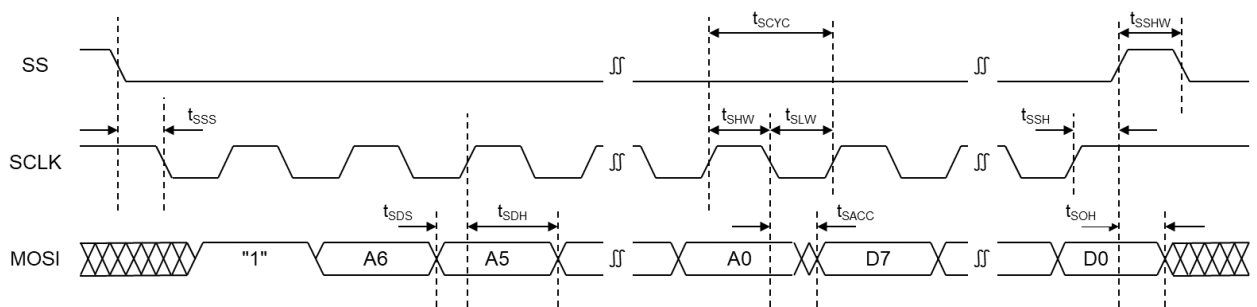 tSCYC
tSSHW
SS
tSSS
tSHW
tSLW
tSSH
SCLK
tSDS
tSDH
tSACC
tSOH
MOSI
"1"
A6
A5
A0
D7
D0